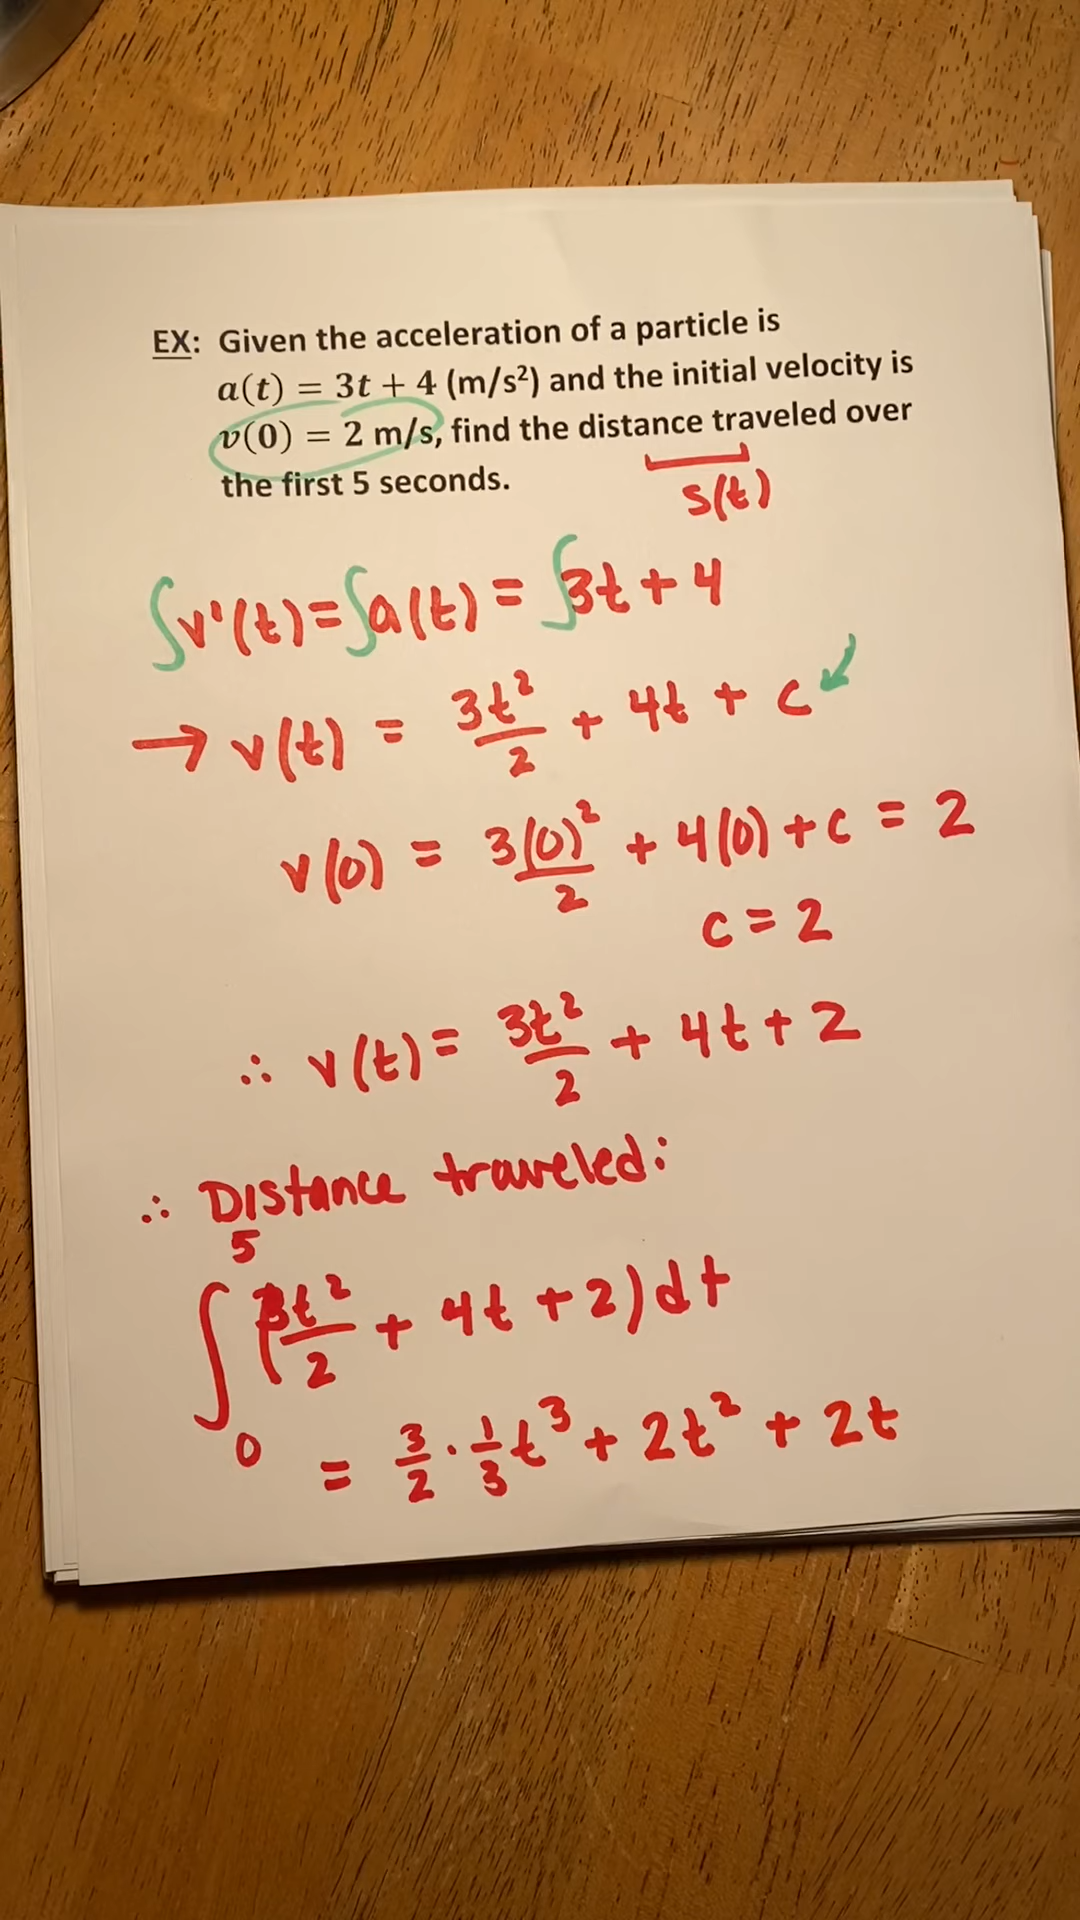 EX: Given the acceleration of a particle is
a(t) = 3t + 4 (m/s²) and the initial velocity is
v(0) = 2 m/s, find the distance traveled over
the first 5 seconds.
s(t)
∫v'(t) = ∫a(t) = ∫3t + 4
→ v(t) = 3t²/2 + 4t + c
v(0) = 3(0)²/2 + 4(0) + c = 2
c = 2
∴ v(t) = 3t²/2 + 4t + 2
∴ Distance traveled:
∫₀⁵ (3t²/2 + 4t + 2) dt
= 3/2 · 1/3 t³ + 2t² + 2t